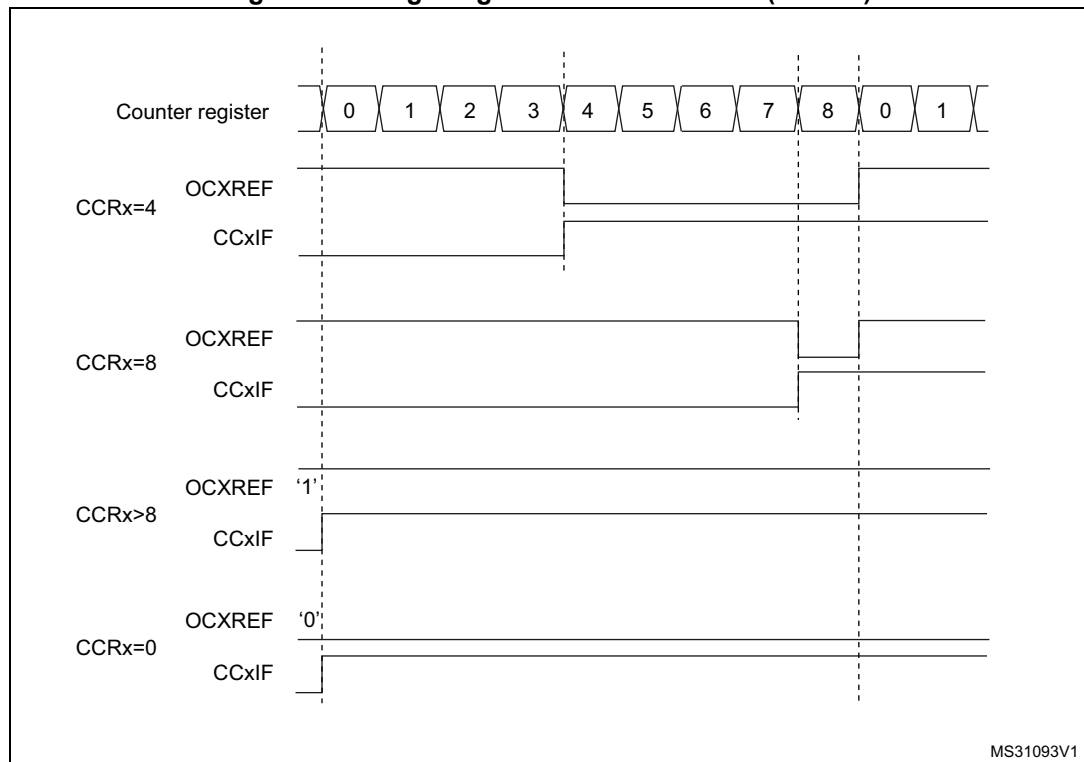 Counter register 0 1 2 3 4 5 6 7 8 0 1
OCXREF
CCRx=4
CCxIF
OCXREF
CCRx=8
CCxIF
OCXREF ‘1’
CCRx>8
CCxIF
OCXREF ‘0’
CCRx=0
CCxIF
MS31093V1